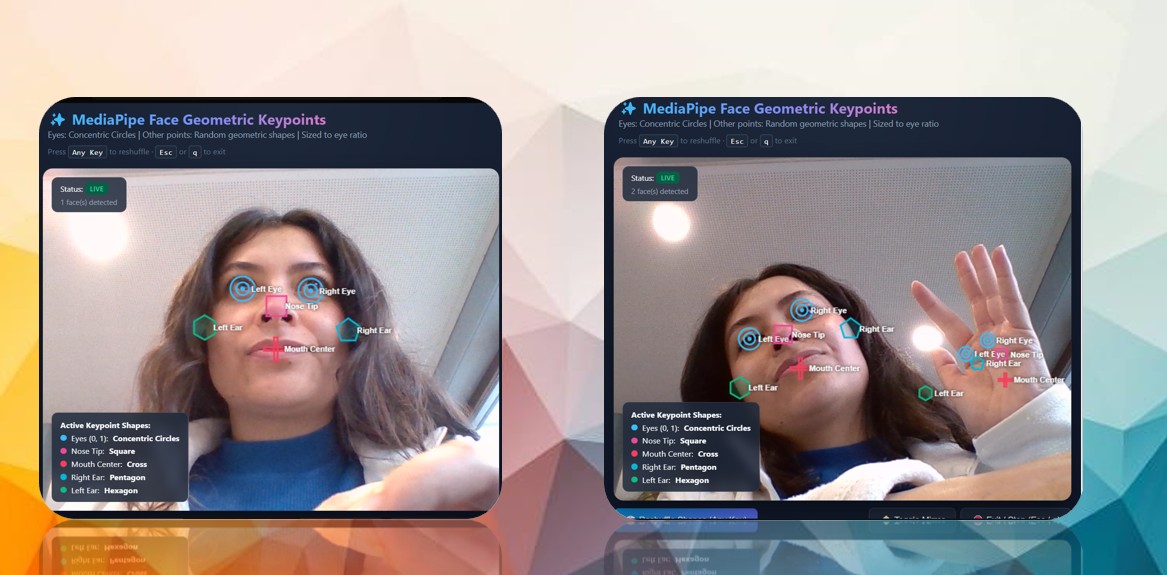 MediaPipe Face Geometric Keypoints
Eyes: Concentric Circles | Other points: Random geometric shapes | Sized to eye ratio
Press Any Key to reshuffle · Esc or q to exit
Status: LIVE
1 face(s) detected
Left Eye
Right Eye
Nose Tip
Left Ear
Right Ear
Mouth Center
Active Keypoint Shapes:
Eyes (0, 1): Concentric Circles
Nose Tip: Square
Mouth Center: Cross
Right Ear: Pentagon
Left Ear: Hexagon
MediaPipe Face Geometric Keypoints
Eyes: Concentric Circles | Other points: Random geometric shapes | Sized to eye ratio
Press Any Key to reshuffle · Esc or q to exit
Status: LIVE
2 face(s) detected
Right Eye
Left Eye
Nose Tip
Right Ear
Mouth Center
Left Ear
Right Eye
Left Eye
Nose Tip
Right Ear
Mouth Center
Left Ear
Active Keypoint Shapes:
Eyes (0, 1): Concentric Circles
Nose Tip: Square
Mouth Center: Cross
Right Ear: Pentagon
Left Ear: Hexagon